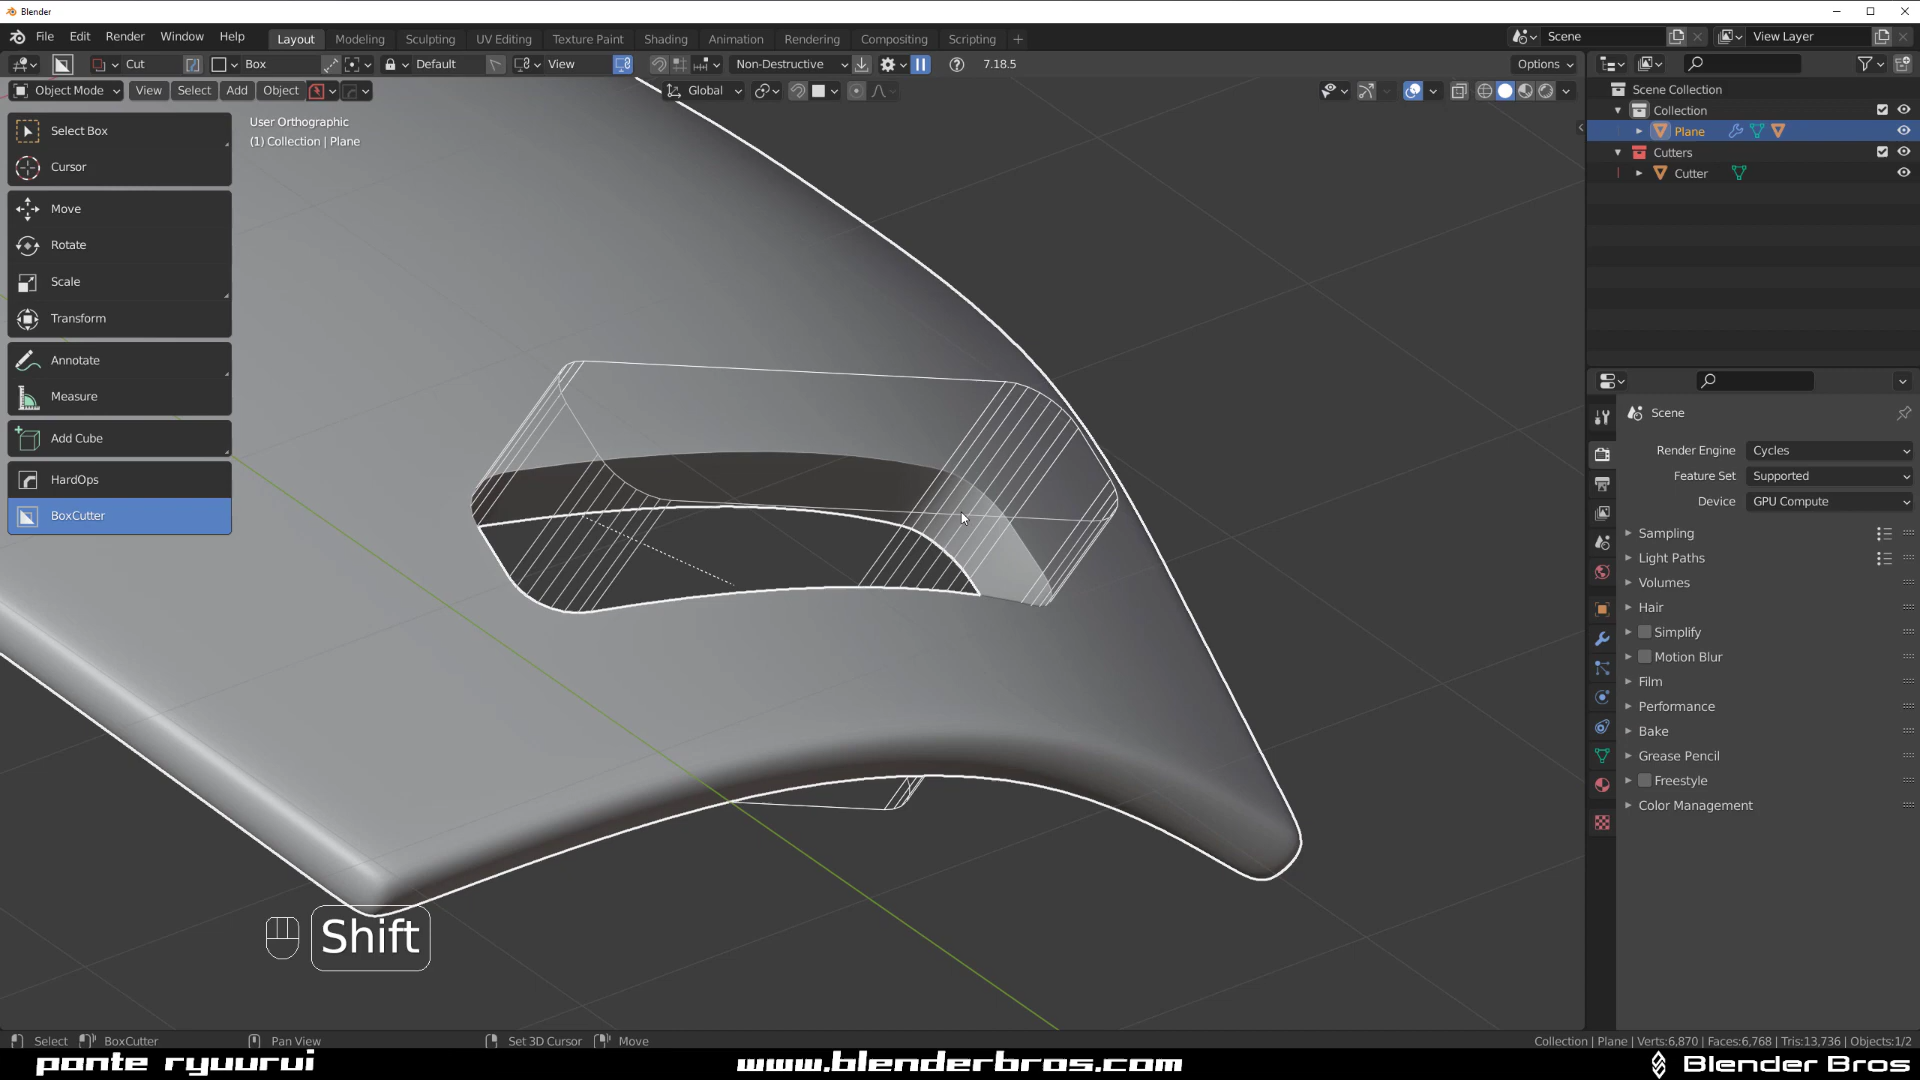 Blender
File Edit Render Window Help Layout Modeling Sculpting UV Editing Texture Paint Shading Animation Rendering Compositing Scripting + Scene View Layer
Cut Box Default View Non-Destructive 7.18.5 Options
Object Mode View Select Add Object Global
User Orthographic
(1) Collection | Plane
Select Box
Cursor
Move
Rotate
Scale
Transform
Annotate
Measure
Add Cube
HardOps
BoxCutter
Scene Collection
Collection
Plane
Cutters
Cutter
Scene
Render Engine Cycles
Feature Set Supported
Device GPU Compute
Sampling
Light Paths
Volumes
Hair
Simplify
Motion Blur
Film
Performance
Bake
Grease Pencil
Freestyle
Color Management
Shift
Select BoxCutter Pan View Set 3D Cursor Move Collection | Plane | Verts:6,870 | Faces:6,768 | Tris:13,736 | Objects:1/2
ponte ryuurui www.blenderbros.com Blender Bros